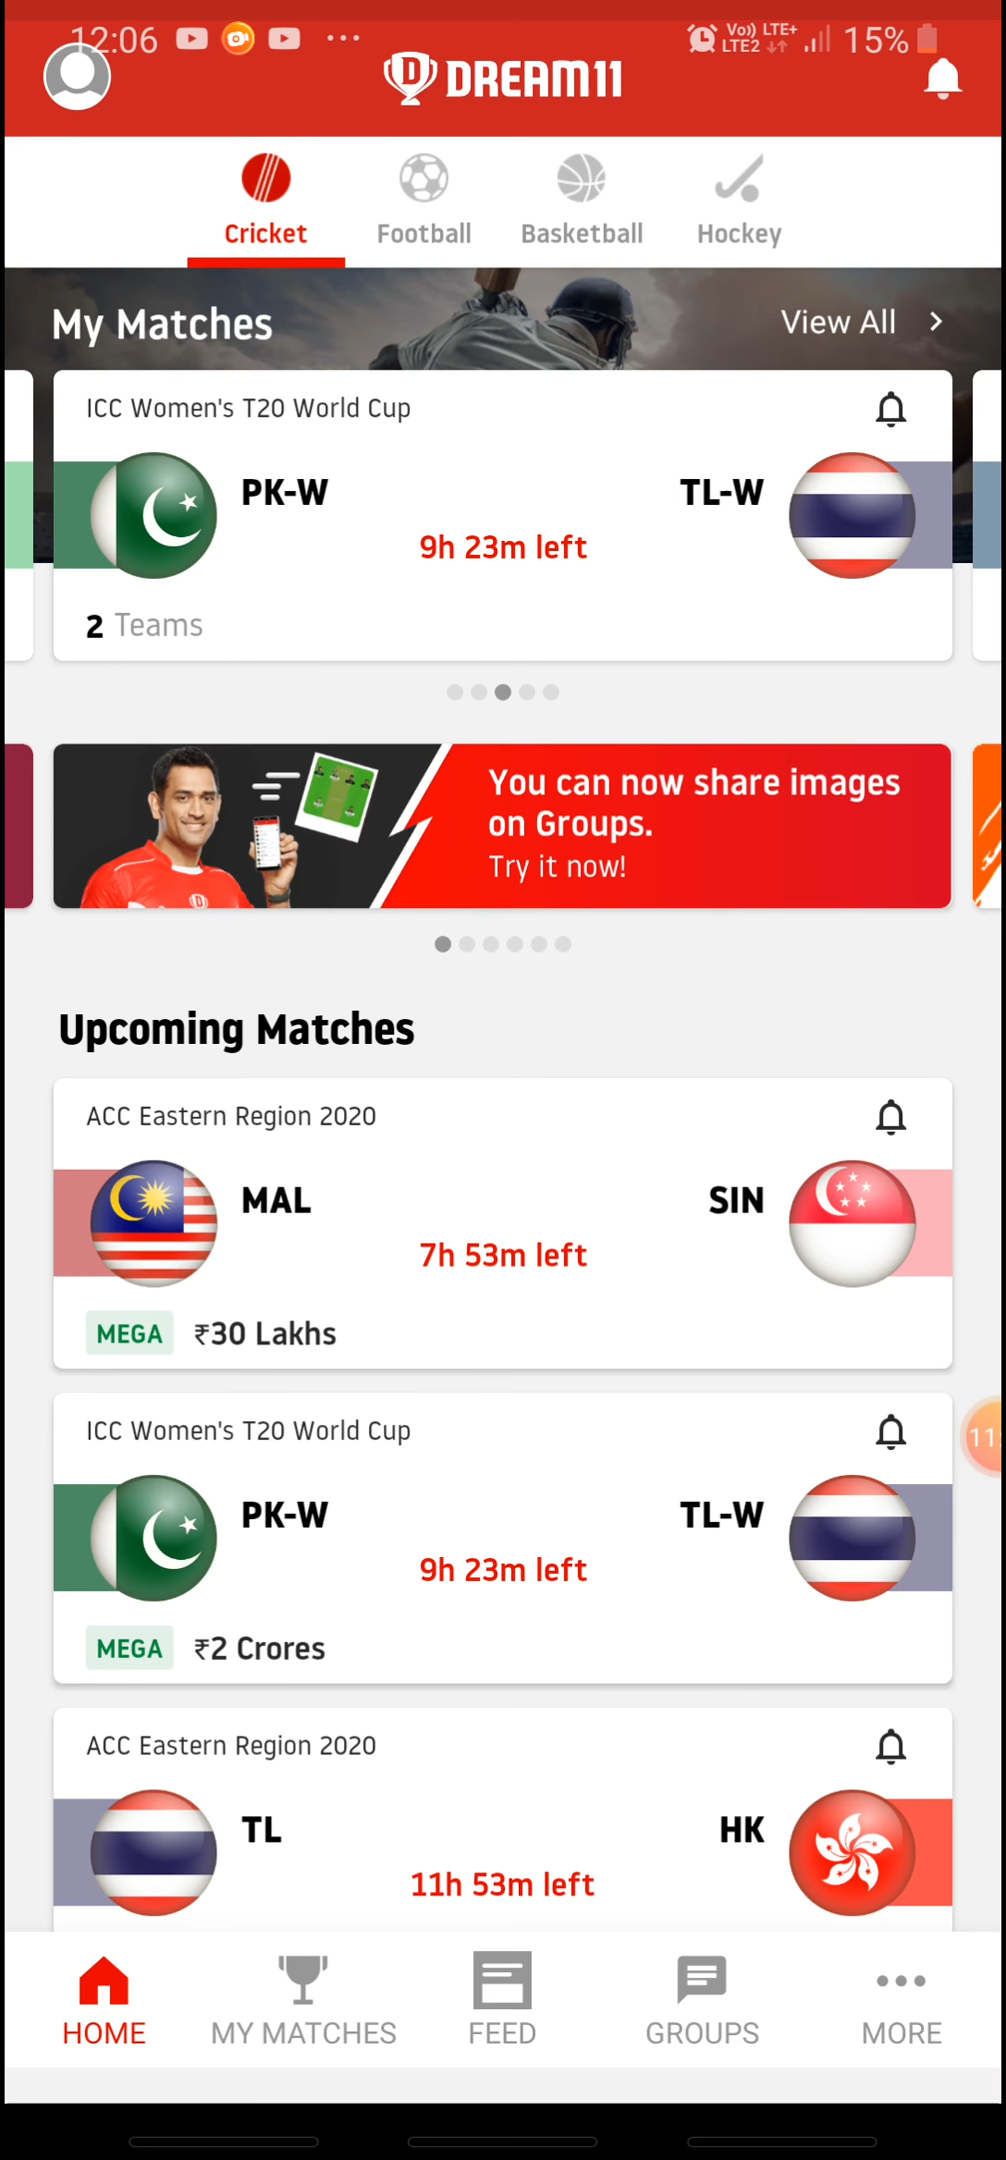 12:06
Vo)) LTE+
LTE2
15%
DREAM11
Cricket
Football
Basketball
Hockey
My Matches
View All
ICC Women's T20 World Cup
PK-W
TL-W
9h 23m left
2 Teams
You can now share images
on Groups.
Try it now!
Upcoming Matches
ACC Eastern Region 2020
MAL
SIN
7h 53m left
MEGA ₹30 Lakhs
ICC Women's T20 World Cup
PK-W
TL-W
9h 23m left
MEGA ₹2 Crores
ACC Eastern Region 2020
TL
HK
11h 53m left
HOME
MY MATCHES
FEED
GROUPS
MORE